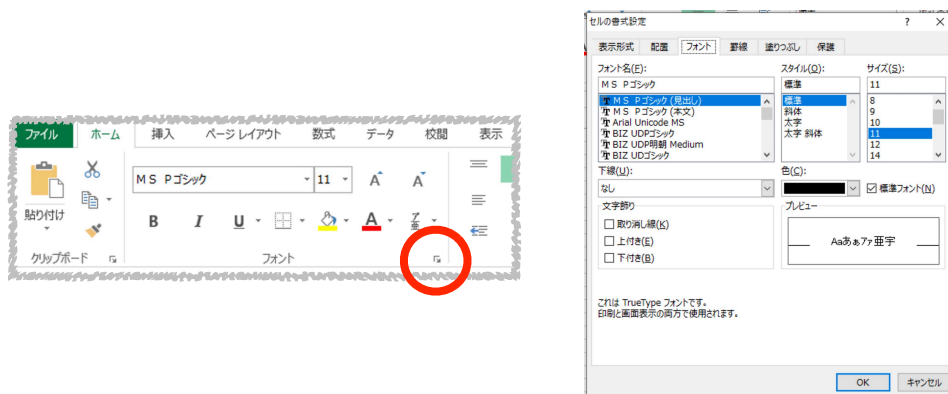 ファイル ホーム 挿入 ページ レイアウト 数式 データ 校閲 表示
ＭＳ Ｐゴシック 11 A A
貼り付け
B I U A 亜
クリップボード フォント
セルの書式設定 ? ×
表示形式 配置 フォント 罫線 塗りつぶし 保護
フォント名(F): スタイル(O): サイズ(S):
ＭＳ Ｐゴシック 標準 11
ＭＳ Ｐゴシック (見出し) 標準 8
ＭＳ Ｐゴシック (本文) 斜体 9
Arial Unicode MS 太字 10
BIZ UDPゴシック 太字 斜体 11
BIZ UDP明朝 Medium 12
BIZ UDゴシック 14
下線(U): 色(C):
なし 標準フォント(N)
文字飾り プレビュー
取り消し線(K)
上付き(E)
下付き(B)
Aaあぁアァ亜宇
これは TrueType フォントです。
印刷と画面表示の両方で使用されます。
OK キャンセル